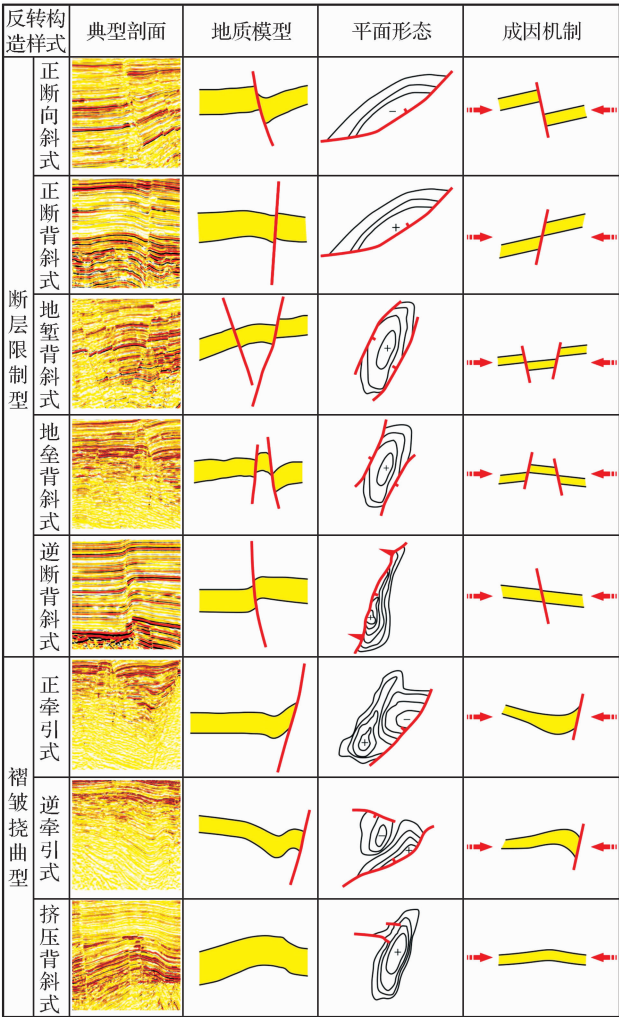 反转构造样式
典型剖面
地质模型
平面形态
成因机制
断层限制型
正断向斜式
−
正断背斜式
+
地堑背斜式
+
地垒背斜式
+
逆断背斜式
+
褶皱挠曲型
正牵引式
+
−
逆牵引式
−
+
挤压背斜式
+